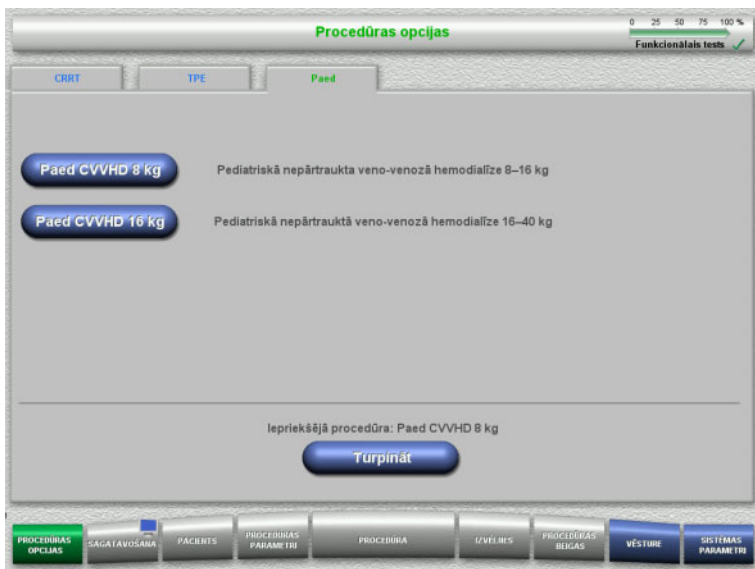 Procedūras opcijas
0 25 50 75 100 %
Funkcionālais tests
CRRT TPE Paed
Paed CVVHD 8 kg
Pediatriskā nepārtraukta veno-venozā hemodialīze 8–16 kg
Paed CVVHD 16 kg
Pediatriskā nepārtrauktā veno-venozā hemodialīze 16–40 kg
Iepriekšējā procedūra: Paed CVVHD 8 kg
Turpināt
PROCEDŪRAS
OPCIJAS
SAGATAVOŠANA
PACIENTS
PROCEDŪRAS
PARAMETRI
PROCEDŪRA
IZVĒLNES
PROCEDŪRAS
BEIGAS
VĒSTURE
SISTĒMAS
PARAMETRI